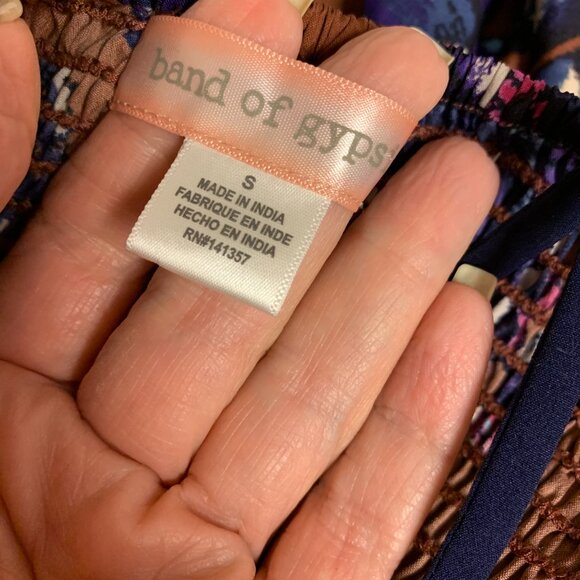 band of gyps
S
MADE IN INDIA
FABRIQUE EN INDE
HECHO EN INDIA
RN#141357